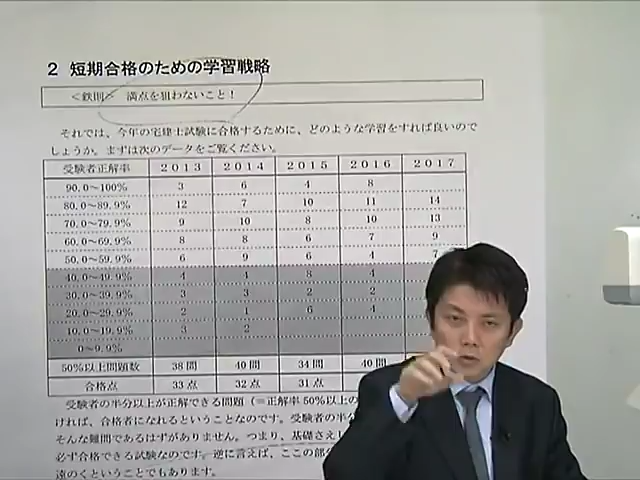 2 短期合格のための学習戦略
<鉄則> 満点を狙わないこと！
それでは、今年の宅建士試験に合格するために、どのような学習をすれば良いので
しょうか。まずは次のデータをご覧ください。
受験者正解率 2013 2014 2015 2016 2017
90.0～100% 3 6 4 8
80.0～89.9% 12 7 10 11 14
70.0～79.9% 9 10 8 10 13
60.0～69.9% 8 8 6 7 9
50.0～59.9% 6 9 6 4 7
40.0～49.9% 4 4 8 4
30.0～39.9% 3 3 2 2
20.0～29.9% 2 1 6 4
10.0～19.9% 3 2
0～9.9%
50%以上問題数 38問 40問 34問 40問
合格点 33点 32点 31点
受験者の半分以上が正解できる問題（＝正解率50%以上の
ければ、合格者になれるということなのです。受験者の半分
そんな難問であるはずがありません。つまり、基礎さえし
必ず合格できる試験なのです。逆に言えば、ここの部分
遠のくということでもあります。